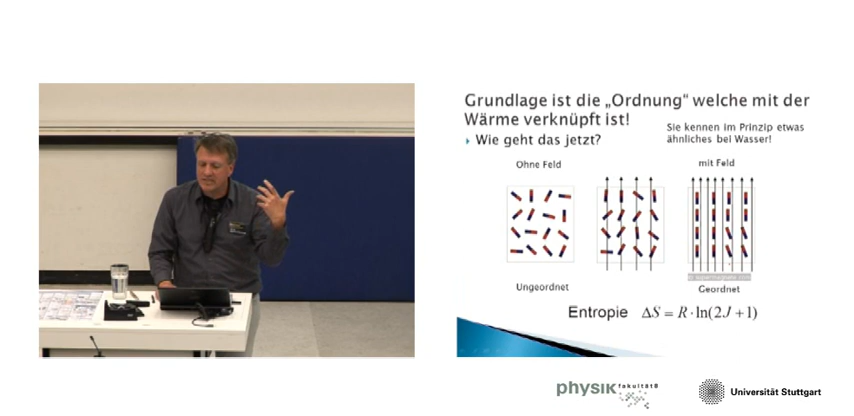 Grundlage ist die „Ordnung“ welche mit der
Wärme verknüpft ist!
Wie geht das jetzt?
Sie kennen im Prinzip etwas
ähnliches bei Wasser!
Ohne Feld
mit Feld
Ungeordnet
Geordnet
Entropie ΔS = R·ln(2J+1)
physik fakultät8
Universität Stuttgart